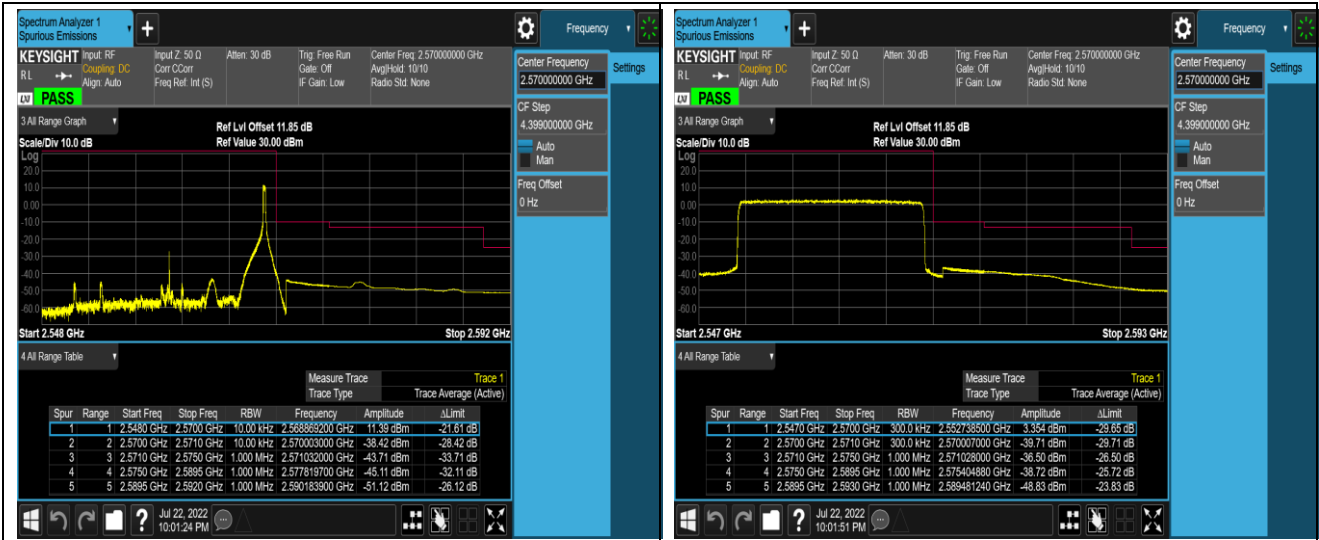 Spectrum Analyzer 1
Spurious Emissions
+
Frequency
KEYSIGHT Input: RF Input Z: 50 Ω Atten: 30 dB Trig: Free Run Center Freq: 2.570000000 GHz
Coupling: DC Corr CCorr Gate: Off Avg|Hold: 10/10
RL Align: Auto Freq Ref: Int (S) IF Gain: Low Radio Std: None
LXI PASS
Center Frequency
2.570000000 GHz
Settings
CF Step
4.399000000 GHz
Auto
Man
Freq Offset
0 Hz
3 All Range Graph
Ref Lvl Offset 11.85 dB
Scale/Div 10.0 dB Ref Value 30.00 dBm
Log
20.0
10.0
0.00
-10.0
-20.0
-30.0
-40.0
-50.0
-60.0
Start 2.548 GHz Stop 2.592 GHz
4 All Range Table
Measure Trace Trace 1
Trace Type Trace Average (Active)
Spur Range Start Freq Stop Freq RBW Frequency Amplitude ΔLimit
1 1 2.5480 GHz 2.5700 GHz 10.00 kHz 2.568869200 GHz 11.39 dBm -21.61 dB
2 2 2.5700 GHz 2.5710 GHz 10.00 kHz 2.570003000 GHz -38.42 dBm -28.42 dB
3 3 2.5710 GHz 2.5750 GHz 1.000 MHz 2.571032000 GHz -43.71 dBm -33.71 dB
4 4 2.5750 GHz 2.5895 GHz 1.000 MHz 2.577819700 GHz -45.11 dBm -32.11 dB
5 5 2.5895 GHz 2.5920 GHz 1.000 MHz 2.590183900 GHz -51.12 dBm -26.12 dB
? Jul 22, 2022
10:01:24 PM
Spectrum Analyzer 1
Spurious Emissions
+
Frequency
KEYSIGHT Input: RF Input Z: 50 Ω Atten: 30 dB Trig: Free Run Center Freq: 2.570000000 GHz
Coupling: DC Corr CCorr Gate: Off Avg|Hold: 10/10
RL Align: Auto Freq Ref: Int (S) IF Gain: Low Radio Std: None
LXI PASS
Center Frequency
2.570000000 GHz
Settings
CF Step
4.399000000 GHz
Auto
Man
Freq Offset
0 Hz
3 All Range Graph
Ref Lvl Offset 11.85 dB
Scale/Div 10.0 dB Ref Value 30.00 dBm
Log
20.0
10.0
0.00
-10.0
-20.0
-30.0
-40.0
-50.0
-60.0
Start 2.547 GHz Stop 2.593 GHz
4 All Range Table
Measure Trace Trace 1
Trace Type Trace Average (Active)
Spur Range Start Freq Stop Freq RBW Frequency Amplitude ΔLimit
1 1 2.5470 GHz 2.5700 GHz 300.0 kHz 2.552738500 GHz 3.354 dBm -29.65 dB
2 2 2.5700 GHz 2.5710 GHz 300.0 kHz 2.570007000 GHz -39.71 dBm -29.71 dB
3 3 2.5710 GHz 2.5750 GHz 1.000 MHz 2.571028000 GHz -36.50 dBm -26.50 dB
4 4 2.5750 GHz 2.5895 GHz 1.000 MHz 2.575404880 GHz -38.72 dBm -25.72 dB
5 5 2.5895 GHz 2.5930 GHz 1.000 MHz 2.589481240 GHz -48.83 dBm -23.83 dB
? Jul 22, 2022
10:01:51 PM